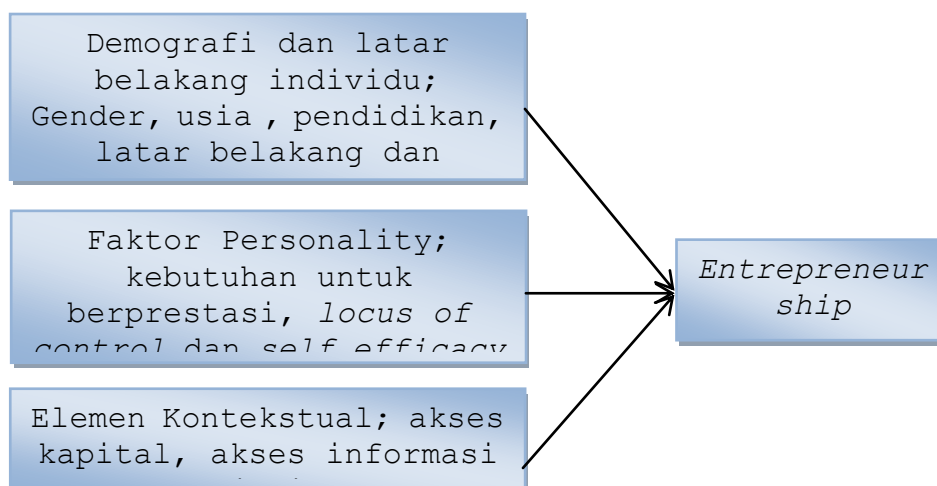 Demografi dan latar
belakang individu;
Gender, usia , pendidikan,
latar belakang dan
Faktor Personality;
kebutuhan untuk
berprestasi, locus of
control dan self efficacy
Elemen Kontekstual; akses
kapital, akses informasi
Entrepreneur
ship